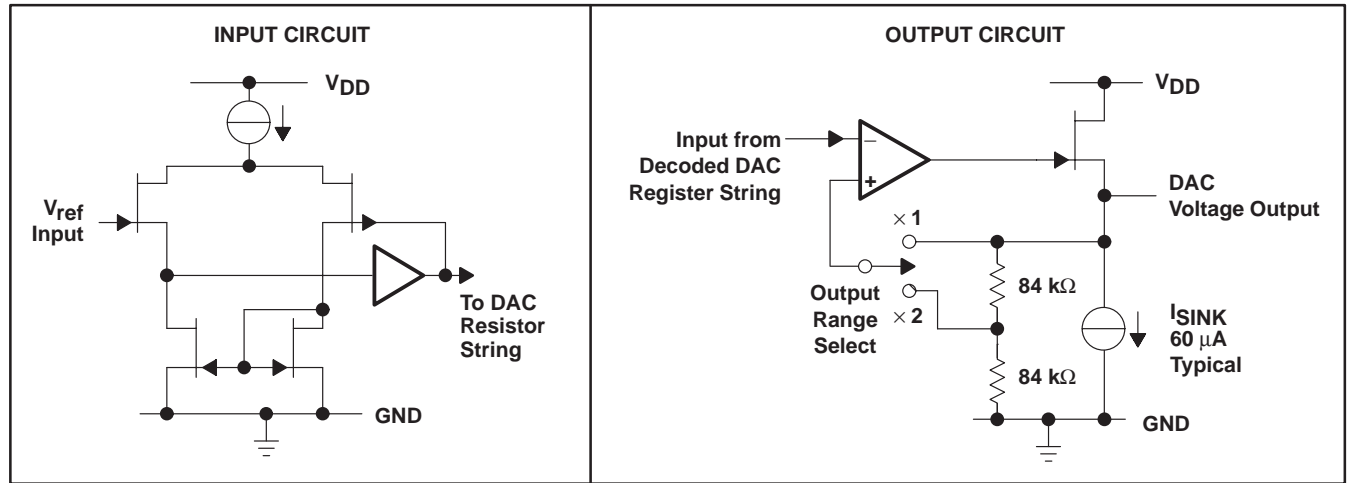 INPUT CIRCUIT
VDD
Vref
Input
To DAC
Resistor
String
GND
OUTPUT CIRCUIT
VDD
Input from
Decoded DAC
Register String
−
+
DAC
Voltage Output
× 1
84 kΩ
Output
Range
Select
× 2
ISINK
60 μA
Typical
84 kΩ
GND